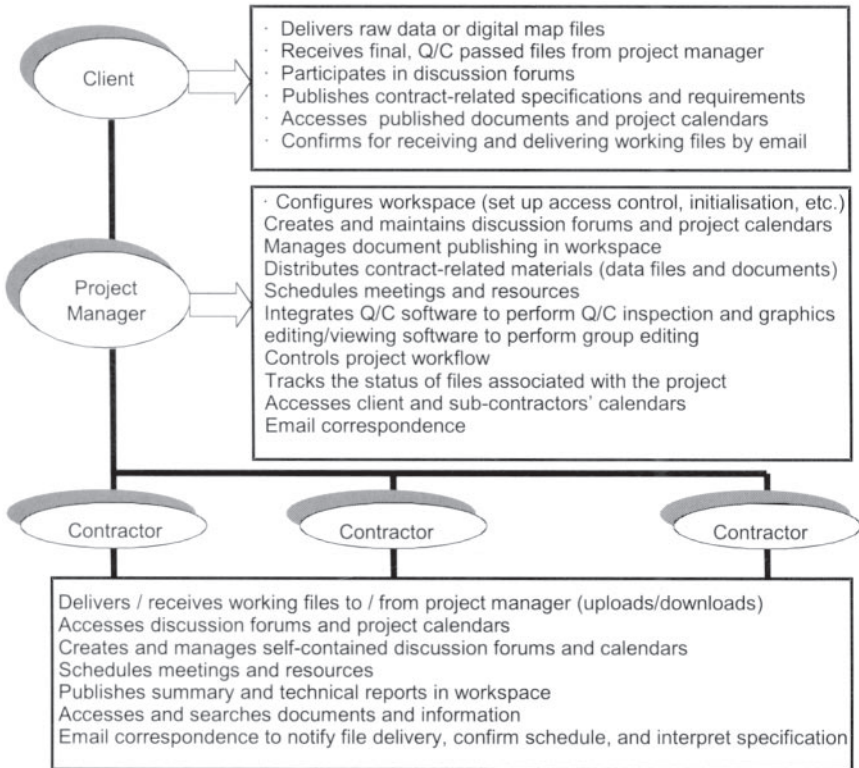 Client
· Delivers raw data or digital map files
· Receives final, Q/C passed files from project manager
· Participates in discussion forums
· Publishes contract-related specifications and requirements
· Accesses published documents and project calendars
· Confirms for receiving and delivering working files by email
Project
Manager
· Configures workspace (set up access control, initialisation, etc.)
Creates and maintains discussion forums and project calendars
Manages document publishing in workspace
Distributes contract-related materials (data files and documents)
Schedules meetings and resources
Integrates Q/C software to perform Q/C inspection and graphics
editing/viewing software to perform group editing
Controls project workflow
Tracks the status of files associated with the project
Accesses client and sub-contractors' calendars
Email correspondence
Contractor
Contractor
Contractor
Delivers / receives working files to / from project manager (uploads/downloads)
Accesses discussion forums and project calendars
Creates and manages self-contained discussion forums and calendars
Schedules meetings and resources
Publishes summary and technical reports in workspace
Accesses and searches documents and information
Email correspondence to notify file delivery, confirm schedule, and interpret specification